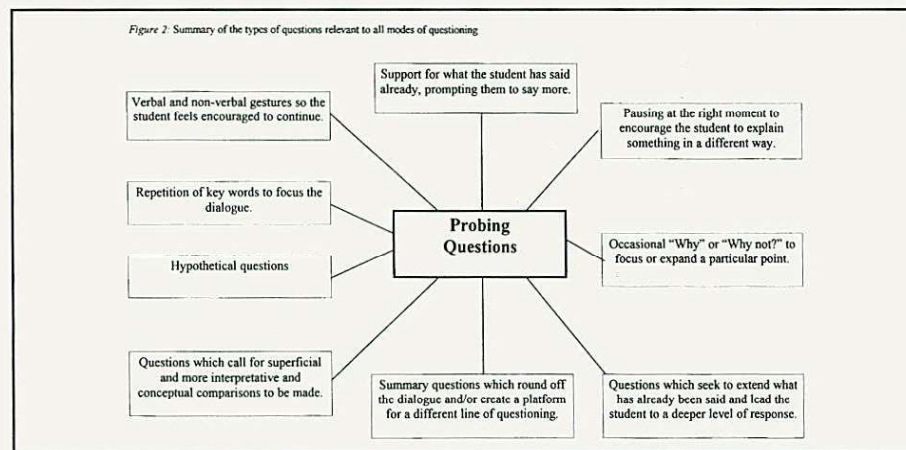 Figure 2: Summary of the types of questions relevant to all modes of questioning
Support for what the student has said
already, prompting them to say more.
Verbal and non-verbal gestures so the
student feels encouraged to continue.
Pausing at the right moment to
encourage the student to explain
something in a different way.
Repetition of key words to focus the
dialogue.
Probing
Questions
Occasional "Why" or "Why not?" to
focus or expand a particular point.
Hypothetical questions
Questions which call for superficial
and more interpretative and
conceptual comparisons to be made.
Summary questions which round off
the dialogue and/or create a platform
for a different line of questioning.
Questions which seek to extend what
has already been said and lead the
student to a deeper level of response.